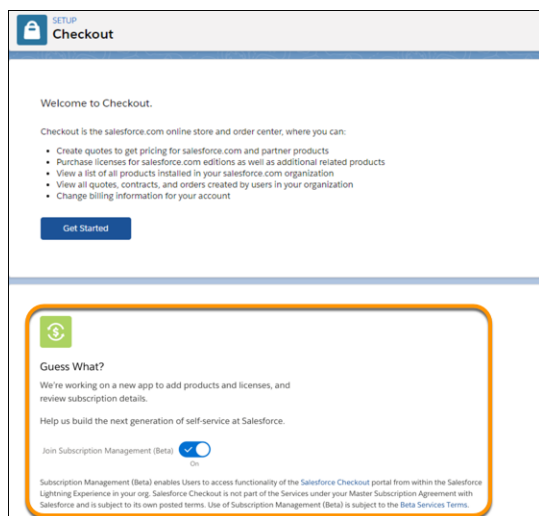 SETUP
Checkout
Welcome to Checkout.
Checkout is the salesforce.com online store and order center, where you can:
• Create quotes to get pricing for salesforce.com and partner products
• Purchase licenses for salesforce.com editions as well as additional related products
• View a list of all products installed in your salesforce.com organization
• View all quotes, contracts, and orders created by users in your organization
• Change billing information for your account
Get Started
Guess What?
We're working on a new app to add products and licenses, and
review subscription details.
Help us build the next generation of self-service at Salesforce.
Join Subscription Management (Beta)
On
Subscription Management (Beta) enables Users to access functionality of the Salesforce Checkout portal from within the Salesforce
Lightning Experience in your org. Salesforce Checkout is not part of the Services under your Master Subscription Agreement with
Salesforce and is subject to its own posted terms. Use of Subscription Management (Beta) is subject to the Beta Services Terms.